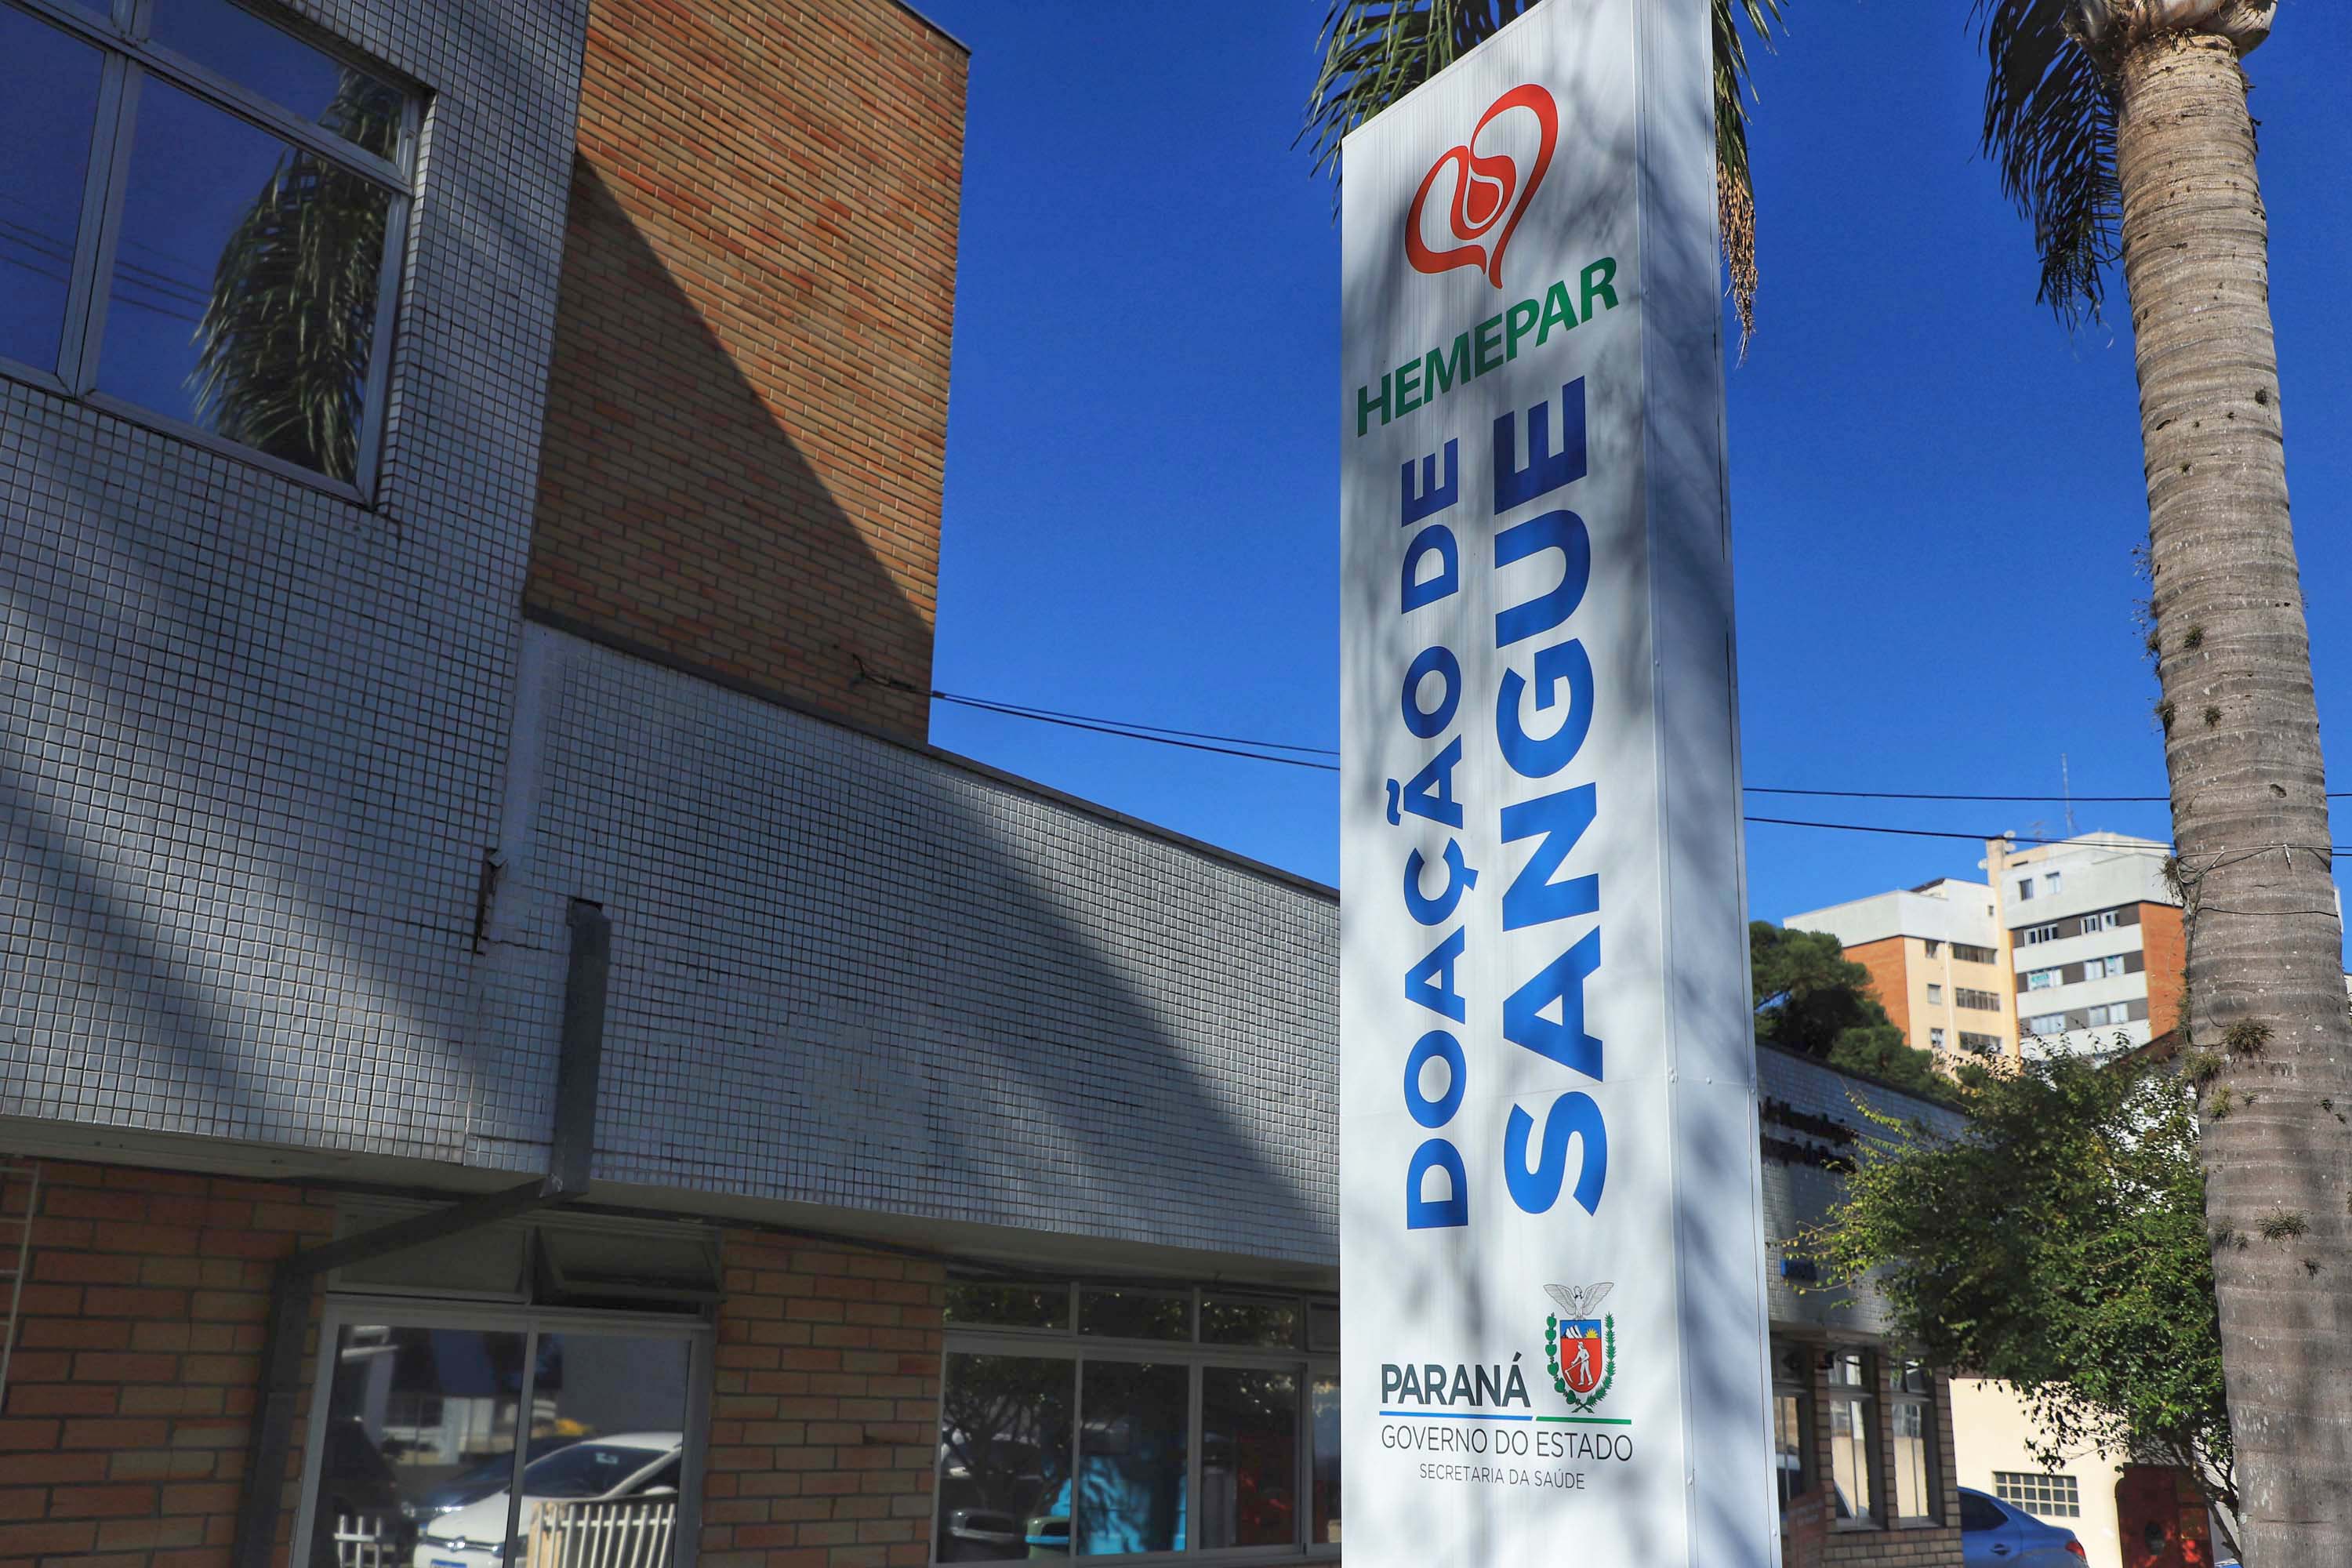 HEMEPAR
DOAÇÃO DE
SANGUE
PARANÁ
GOVERNO DO ESTADO
SECRETARIA DA SAÚDE